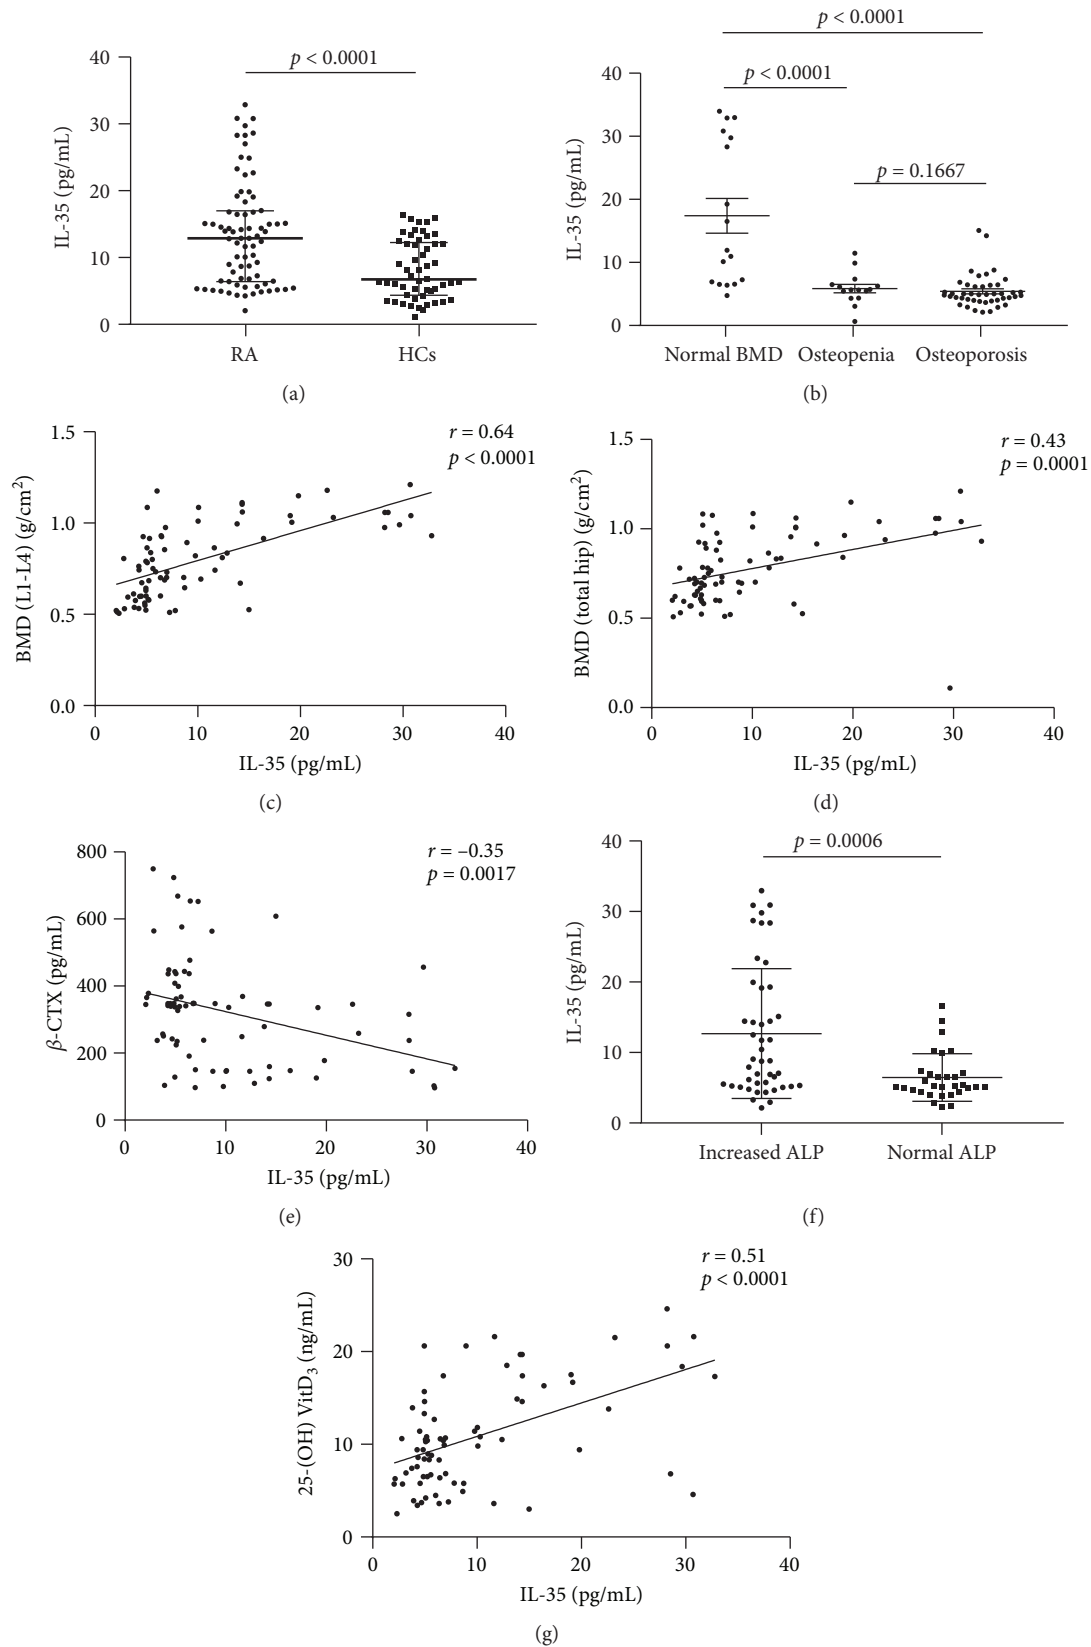 p < 0.0001
40
30
20
10
0
IL-35 (pg/mL)
RA
HCs
(a)
p < 0.0001
p < 0.0001
p = 0.1667
40
30
20
10
0
IL-35 (pg/mL)
Normal BMD
Osteopenia
Osteoporosis
(b)
r = 0.64
p < 0.0001
1.5
1.0
0.5
0.0
BMD (L1-L4) (g/cm²)
0 10 20 30 40
IL-35 (pg/mL)
(c)
r = 0.43
p = 0.0001
1.5
1.0
0.5
0.0
BMD (total hip) (g/cm²)
0 10 20 30 40
IL-35 (pg/mL)
(d)
r = –0.35
p = 0.0017
800
600
400
200
0
β-CTX (pg/mL)
0 10 20 30 40
IL-35 (pg/mL)
(e)
p = 0.0006
40
30
20
10
0
IL-35 (pg/mL)
Increased ALP
Normal ALP
(f)
r = 0.51
p < 0.0001
30
20
10
0
25-(OH) VitD₃ (ng/mL)
0 10 20 30 40
IL-35 (pg/mL)
(g)